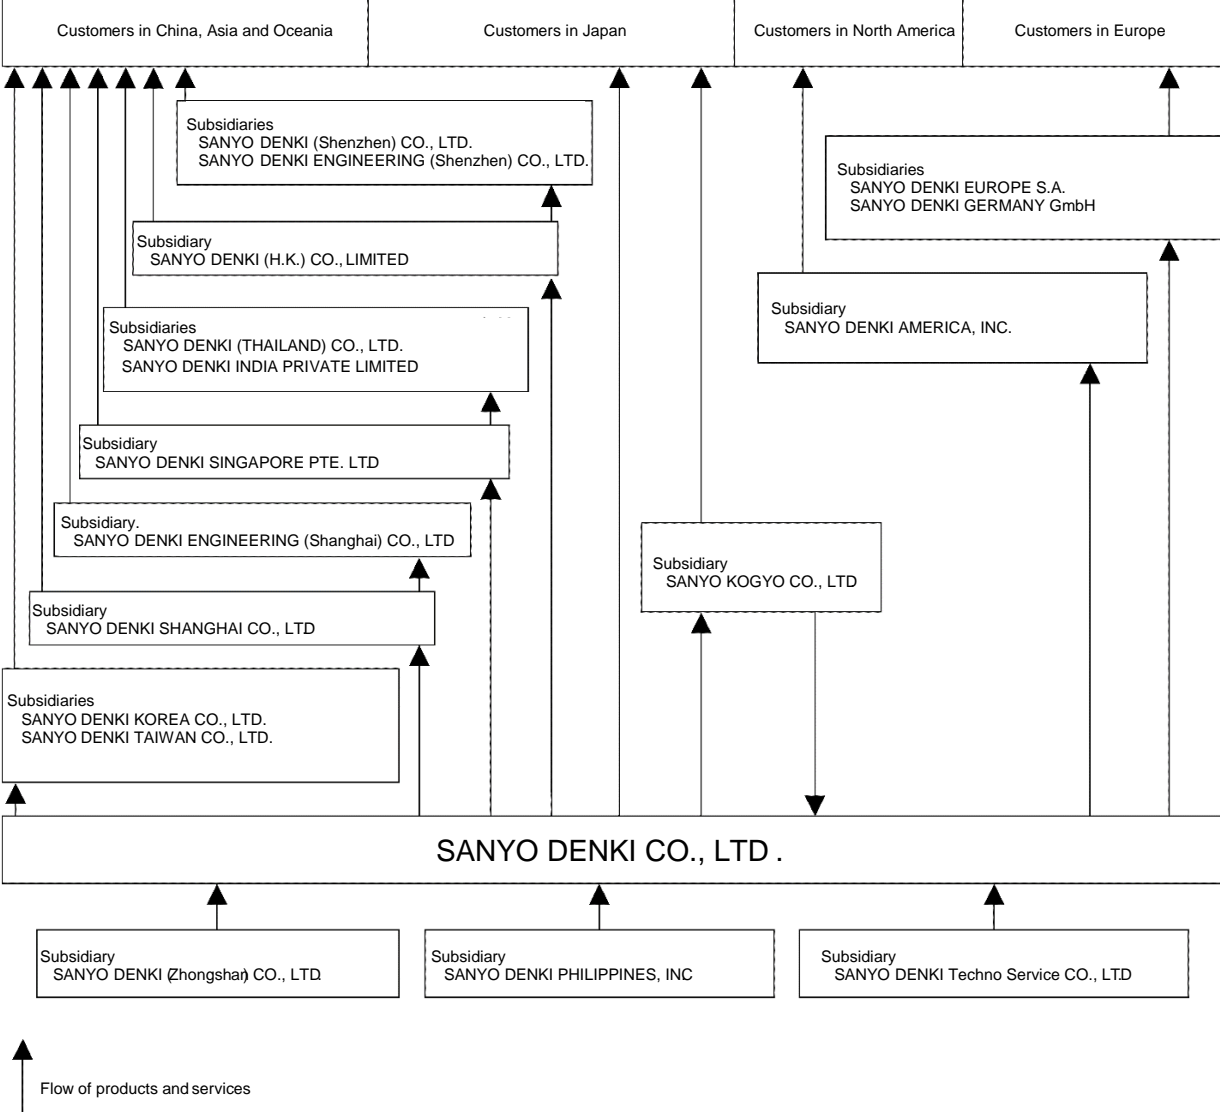 Customers in China, Asia and Oceania
Customers in Japan
Customers in North America
Customers in Europe
Subsidiaries
SANYO DENKI (Shenzhen) CO., LTD.
SANYO DENKI ENGINEERING (Shenzhen) CO., LTD.
Subsidiaries
SANYO DENKI EUROPE S.A.
SANYO DENKI GERMANY GmbH
Subsidiary
SANYO DENKI (H.K.) CO., LIMITED
Subsidiary
SANYO DENKI AMERICA, INC.
Subsidiaries
SANYO DENKI (THAILAND) CO., LTD.
SANYO DENKI INDIA PRIVATE LIMITED
Subsidiary
SANYO DENKI SINGAPORE PTE. LTD
Subsidiary.
SANYO DENKI ENGINEERING (Shanghai) CO., LTD
Subsidiary
SANYO KOGYO CO., LTD
Subsidiary
SANYO DENKI SHANGHAI CO., LTD
Subsidiaries
SANYO DENKI KOREA CO., LTD.
SANYO DENKI TAIWAN CO., LTD.
SANYO DENKI CO., LTD .
Subsidiary
SANYO DENKI (Zhongshan) CO., LTD.
Subsidiary
SANYO DENKI PHILIPPINES, INC
Subsidiary
SANYO DENKI Techno Service CO., LTD
Flow of products and services